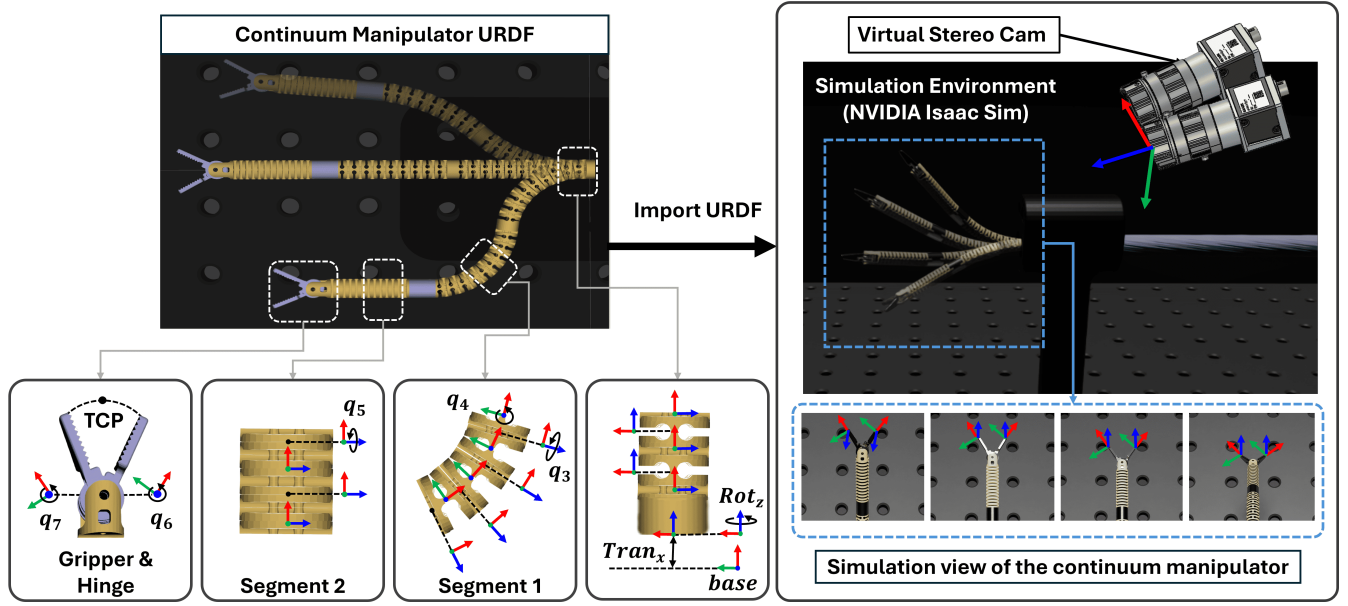 Continuum Manipulator URDF
Virtual Stereo Cam
Simulation Environment
(NVIDIA Isaac Sim)
Import URDF
TCP
q7
q6
Gripper &
Hinge
q5
Segment 2
q4
q3
Segment 1
Rotz
Tranx
base
Simulation view of the continuum manipulator